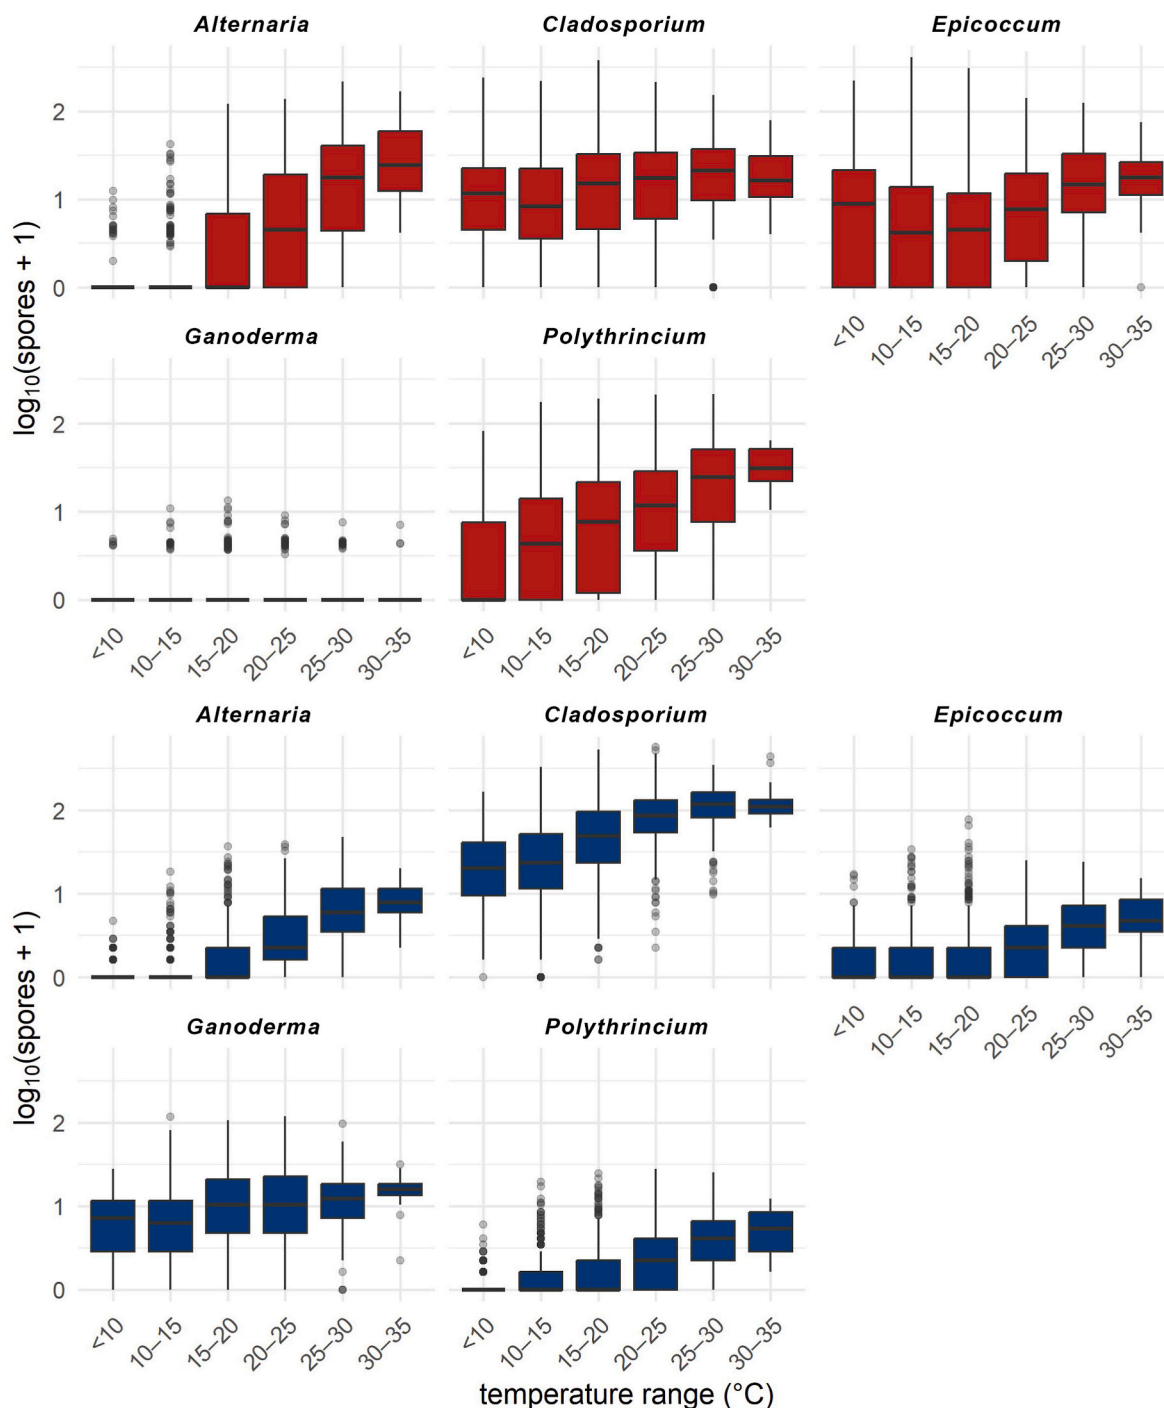 Alternaria Cladosporium Epicoccum
2
1
0
log10(spores + 1)
<10 10–15 15–20 20–25 25–30 30–35
Ganoderma Polythrincium
2
1
0
<10 10–15 15–20 20–25 25–30 30–35 <10 10–15 15–20 20–25 25–30 30–35
Alternaria Cladosporium Epicoccum
2
1
0
log10(spores + 1)
<10 10–15 15–20 20–25 25–30 30–35
Ganoderma Polythrincium
2
1
0
<10 10–15 15–20 20–25 25–30 30–35 <10 10–15 15–20 20–25 25–30 30–35
temperature range (°C)